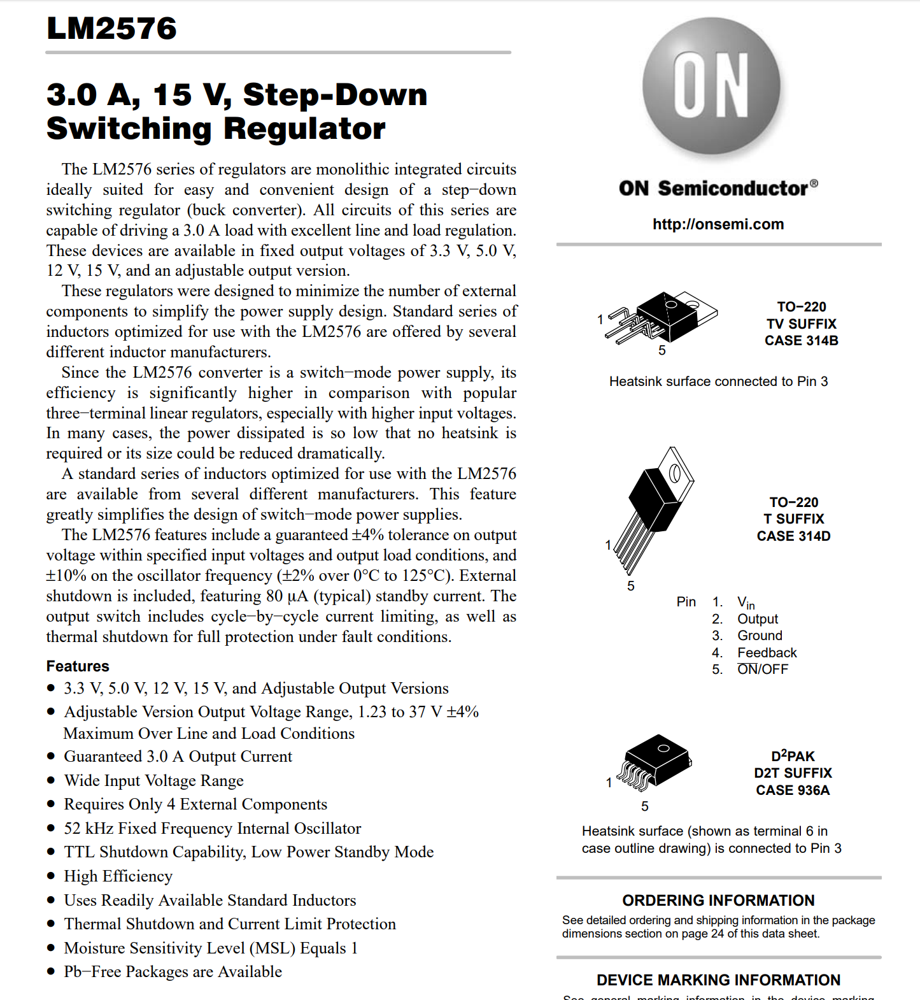 LM2576
3.0 A, 15 V, Step-Down
Switching Regulator
The LM2576 series of regulators are monolithic integrated circuits
ideally suited for easy and convenient design of a step−down
switching regulator (buck converter). All circuits of this series are
capable of driving a 3.0 A load with excellent line and load regulation.
These devices are available in fixed output voltages of 3.3 V, 5.0 V,
12 V, 15 V, and an adjustable output version.
These regulators were designed to minimize the number of external
components to simplify the power supply design. Standard series of
inductors optimized for use with the LM2576 are offered by several
different inductor manufacturers.
Since the LM2576 converter is a switch−mode power supply, its
efficiency is significantly higher in comparison with popular
three−terminal linear regulators, especially with higher input voltages.
In many cases, the power dissipated is so low that no heatsink is
required or its size could be reduced dramatically.
A standard series of inductors optimized for use with the LM2576
are available from several different manufacturers. This feature
greatly simplifies the design of switch−mode power supplies.
The LM2576 features include a guaranteed ±4% tolerance on output
voltage within specified input voltages and output load conditions, and
±10% on the oscillator frequency (±2% over 0°C to 125°C). External
shutdown is included, featuring 80 μA (typical) standby current. The
output switch includes cycle−by−cycle current limiting, as well as
thermal shutdown for full protection under fault conditions.
Features
• 3.3 V, 5.0 V, 12 V, 15 V, and Adjustable Output Versions
• Adjustable Version Output Voltage Range, 1.23 to 37 V ±4%
Maximum Over Line and Load Conditions
• Guaranteed 3.0 A Output Current
• Wide Input Voltage Range
• Requires Only 4 External Components
• 52 kHz Fixed Frequency Internal Oscillator
• TTL Shutdown Capability, Low Power Standby Mode
• High Efficiency
• Uses Readily Available Standard Inductors
• Thermal Shutdown and Current Limit Protection
• Moisture Sensitivity Level (MSL) Equals 1
• Pb−Free Packages are Available
ON
ON Semiconductor®
http://onsemi.com
1
5
TO−220
TV SUFFIX
CASE 314B
Heatsink surface connected to Pin 3
1
5
TO−220
T SUFFIX
CASE 314D
Pin 1. Vin
2. Output
3. Ground
4. Feedback
5. O̅N̅/OFF
1
5
D²PAK
D2T SUFFIX
CASE 936A
Heatsink surface (shown as terminal 6 in
case outline drawing) is connected to Pin 3
ORDERING INFORMATION
See detailed ordering and shipping information in the package
dimensions section on page 24 of this data sheet.
DEVICE MARKING INFORMATION
See general marking information in the device marking